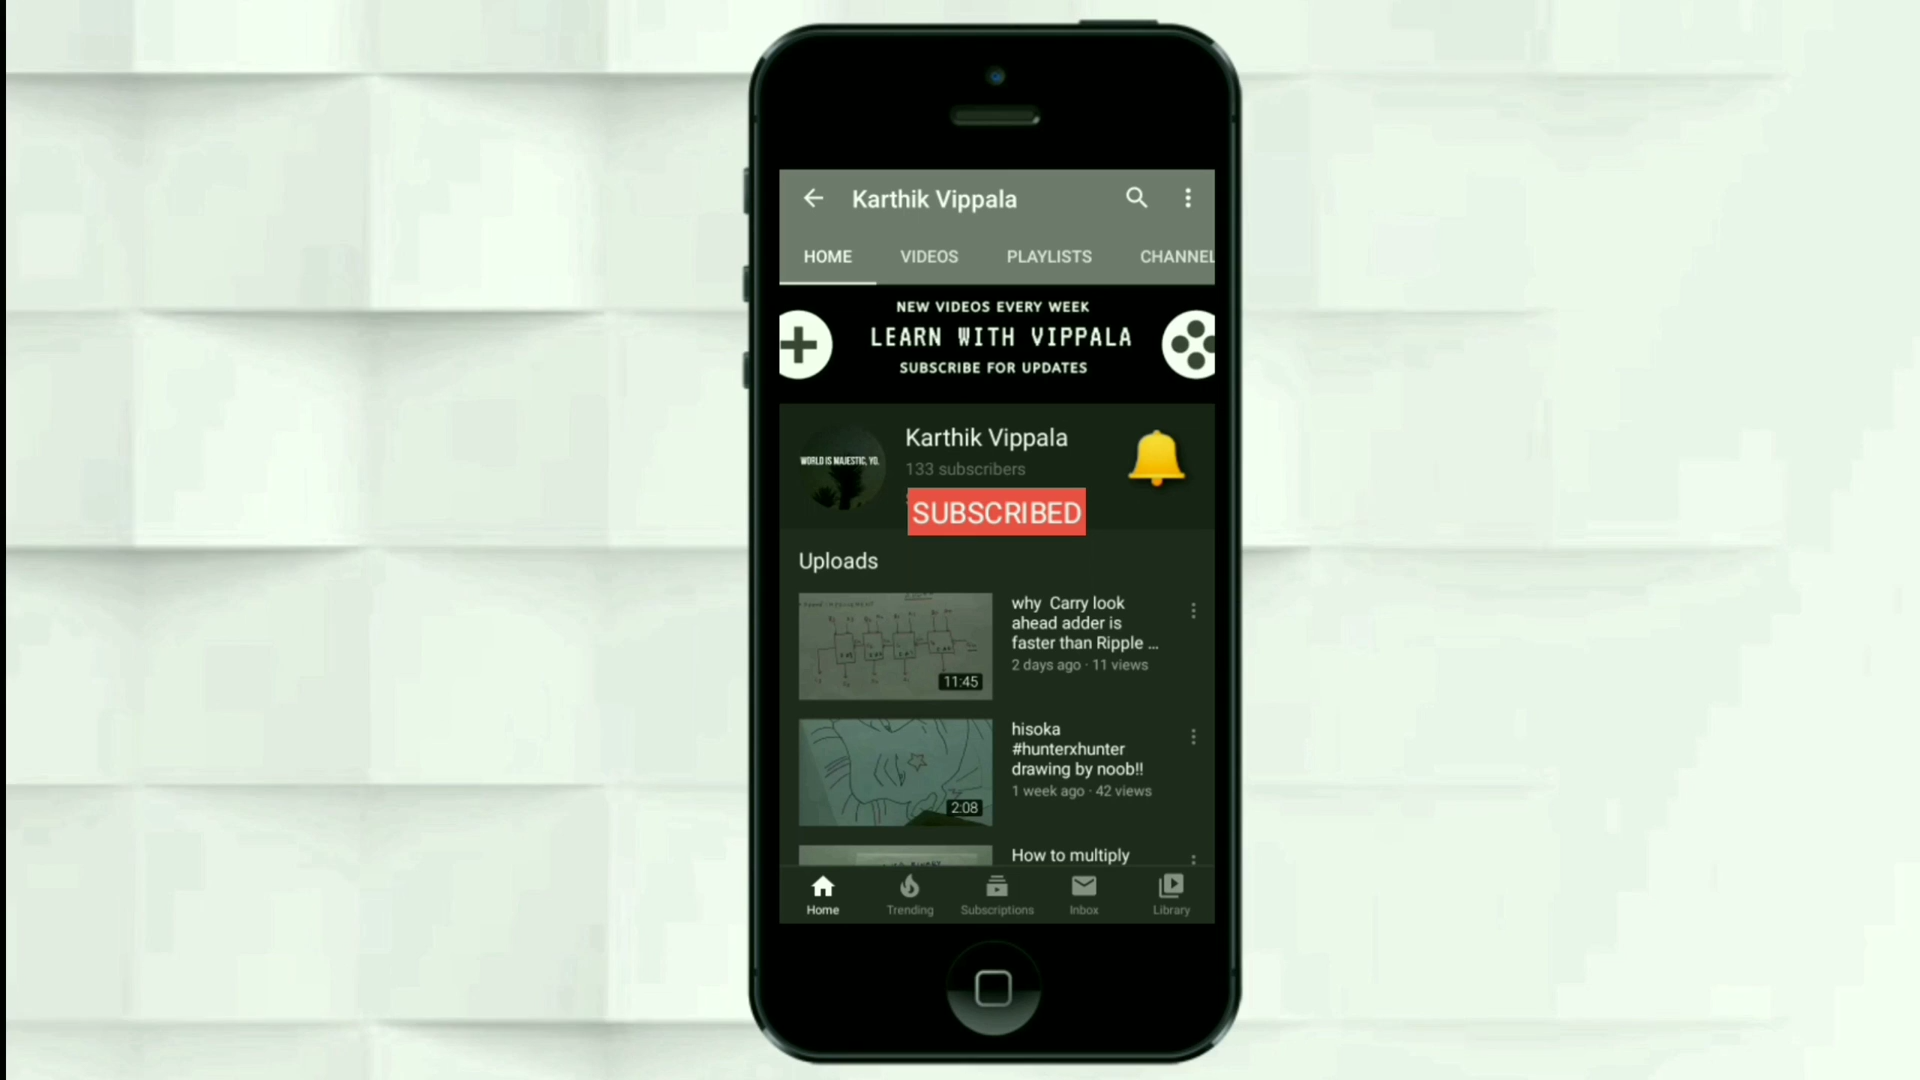 Karthik Vippala
HOME VIDEOS PLAYLISTS CHANNEL
NEW VIDEOS EVERY WEEK
LEARN WITH VIPPALA
SUBSCRIBE FOR UPDATES
WORLD IS MAJESTIC, YO.
Karthik Vippala
133 subscribers
SUBSCRIBED
Uploads
why Carry look
ahead adder is
faster than Ripple ...
2 days ago · 11 views
11:45
hisoka
#hunterxhunter
drawing by noob!!
1 week ago · 42 views
2:08
How to multiply
Home Trending Subscriptions Inbox Library